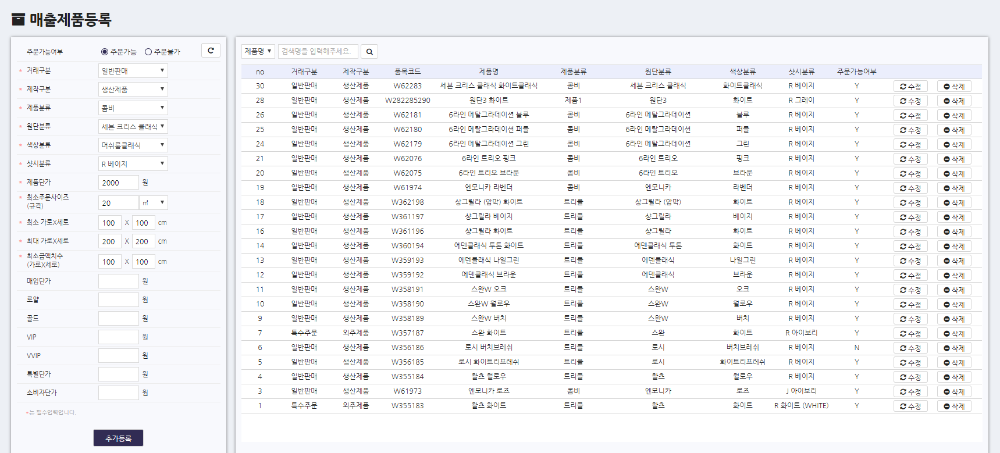 매출제품등록
주문가능여부 주문가능 주문불가
* 거래구분 일반판매
* 제작구분 생산제품
* 제품분류 콤비
* 원단분류 세븐 크리스 클래식
* 색상분류 머쉬룸클래식
* 샷시분류 R 베이지
* 제품단가 2000 원
* 최소주문사이즈
(규격) 20 ㎡
* 최소 가로X세로 100 X 100 cm
* 최대 가로X세로 200 X 200 cm
* 최소금액치수
(가로X세로) 100 X 100 cm
매입단가 원
로얄 원
골드 원
VIP 원
VVIP 원
특별단가 원
소비자단가 원
*는 필수입력입니다.
추가등록
제품명 검색명을 입력해주세요.
no 거래구분 제작구분 품목코드 제품명 제품분류 원단분류 색상분류 샷시분류 주문가능여부
30 일반판매 생산제품 W62283 세븐 크리스 클래식 화이트클래식 콤비 세븐 크리스 클래식 화이트클래식 R 베이지 Y 수정 삭제
28 일반판매 생산제품 W282285290 원단3 화이트 제품1 원단3 화이트 R 그레이 Y 수정 삭제
26 일반판매 생산제품 W62181 6라인 메탈그라데이션 블루 콤비 6라인 메탈그라데이션 블루 R 베이지 Y 수정 삭제
25 일반판매 생산제품 W62180 6라인 메탈그라데이션 퍼플 콤비 6라인 메탈그라데이션 퍼플 R 베이지 Y 수정 삭제
24 일반판매 생산제품 W62179 6라인 메탈그라데이션 그린 콤비 6라인 메탈그라데이션 그린 R 베이지 Y 수정 삭제
21 일반판매 생산제품 W62076 6라인 트리오 핑크 콤비 6라인 트리오 핑크 R 베이지 Y 수정 삭제
20 일반판매 생산제품 W62075 6라인 트리오 브라운 콤비 6라인 트리오 브라운 R 베이지 Y 수정 삭제
19 일반판매 생산제품 W61974 엔모니카 라벤더 콤비 엔모니카 라벤더 R 베이지 Y 수정 삭제
18 일반판매 생산제품 W362198 샹그릴라 (암막) 화이트 트리플 샹그릴라 (암막) 화이트 R 베이지 Y 수정 삭제
17 일반판매 생산제품 W361197 샹그릴라 베이지 트리플 샹그릴라 베이지 R 베이지 Y 수정 삭제
16 일반판매 생산제품 W361196 샹그릴라 화이트 트리플 샹그릴라 화이트 R 베이지 Y 수정 삭제
14 일반판매 생산제품 W360194 에덴클래식 투톤 화이트 트리플 에덴클래식 투톤 화이트 R 베이지 Y 수정 삭제
13 일반판매 생산제품 W359193 에덴클래식 나일그린 트리플 에덴클래식 나일그린 R 베이지 Y 수정 삭제
12 일반판매 생산제품 W359192 에덴클래식 브라운 트리플 에덴클래식 브라운 R 베이지 Y 수정 삭제
11 일반판매 생산제품 W358191 스완W 오크 트리플 스완W 오크 R 베이지 Y 수정 삭제
10 일반판매 생산제품 W358190 스완W 윌로우 트리플 스완W 윌로우 R 베이지 Y 수정 삭제
9 일반판매 생산제품 W358189 스완W 버치 트리플 스완W 버치 R 베이지 Y 수정 삭제
7 특수주문 외주제품 W357187 스완 화이트 트리플 스완 화이트 R 아이보리 Y 수정 삭제
6 일반판매 생산제품 W356186 로시 버치브레쉬 트리플 로시 버치브레쉬 R 베이지 N 수정 삭제
5 일반판매 생산제품 W356185 로시 화이트리프레쉬 트리플 로시 화이트리프레쉬 R 베이지 Y 수정 삭제
4 일반판매 생산제품 W355184 왈츠 윌로우 트리플 왈츠 윌로우 R 베이지 Y 수정 삭제
3 일반판매 생산제품 W61973 엔모니카 로즈 콤비 엔모니카 로즈 J 아이보리 Y 수정 삭제
1 특수주문 외주제품 W355183 왈츠 화이트 트리플 왈츠 화이트 R 화이트 (WHITE) Y 수정 삭제